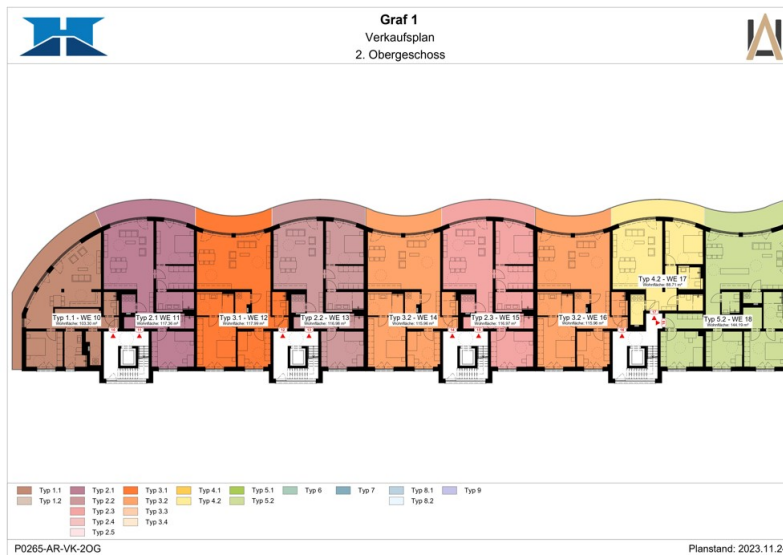 Graf 1
Verkaufsplan
2. Obergeschoss
Typ 1.1 - WE 10
Typ 2.1 WE 11
Typ 3.1 - WE 12
Typ 2.2 - WE 13
Typ 3.2 - WE 14
Typ 2.3 - WE 15
Typ 3.2 - WE 16
Typ 4.2 - WE 17
Typ 5.2 - WE 18
Typ 1.1 Typ 2.1 Typ 3.1 Typ 4.1 Typ 5.1 Typ 6 Typ 7 Typ 8.1 Typ 9
Typ 1.2 Typ 2.2 Typ 3.2 Typ 4.2 Typ 5.2 Typ 8.2
Typ 2.3 Typ 3.3
Typ 2.4 Typ 3.4
Typ 2.5
P0265-AR-VK-2OG Planstand: 2023.11.2